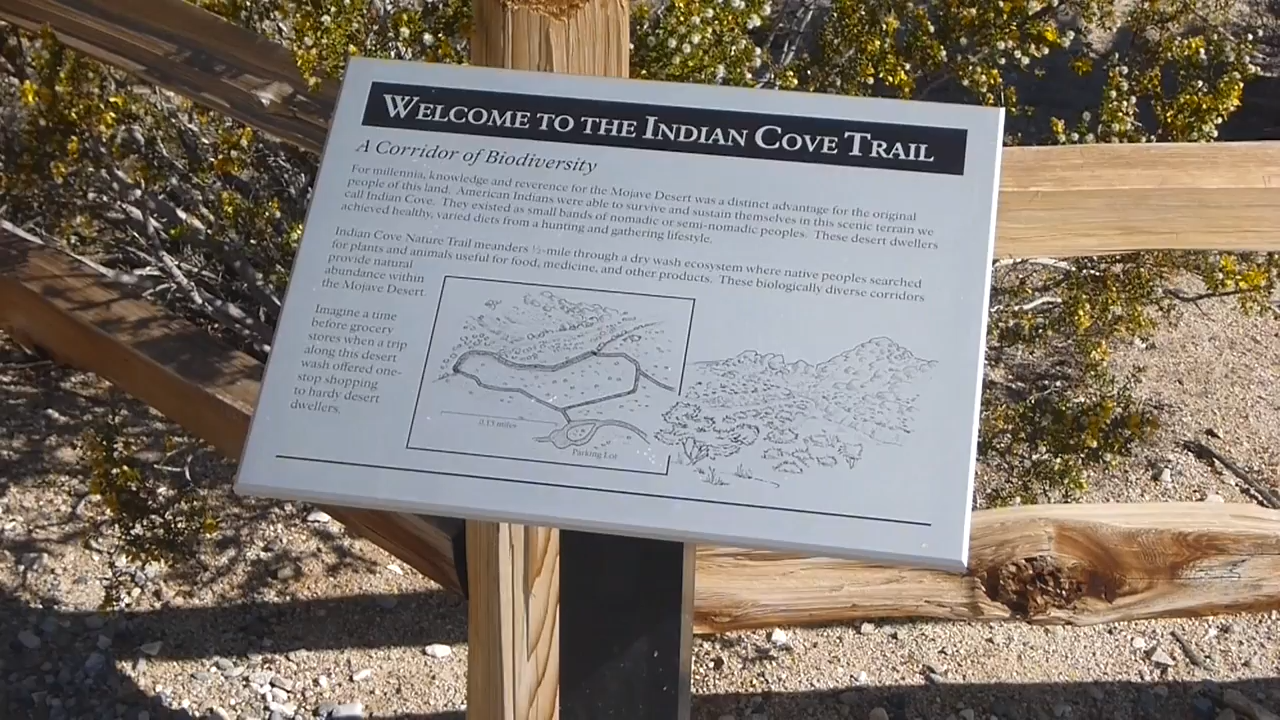 WELCOME TO THE INDIAN COVE TRAIL
A Corridor of Biodiversity
For millennia, knowledge and reverence for the Mojave Desert was a distinct advantage for the original
people of this land. American Indians were able to survive and sustain themselves in this scenic terrain we
call Indian Cove. They existed as small bands of nomadic or semi-nomadic peoples. These desert dwellers
achieved healthy, varied diets from a hunting and gathering lifestyle.
Indian Cove Nature Trail meanders ½-mile through a dry wash ecosystem where native peoples searched
for plants and animals useful for food, medicine, and other products. These biologically diverse corridors
provide natural
abundance within
the Mojave Desert.
Imagine a time
before grocery
stores when a trip
along this desert
wash offered one-
stop shopping
to hardy desert
dwellers.
0.13 miles
Parking Lot